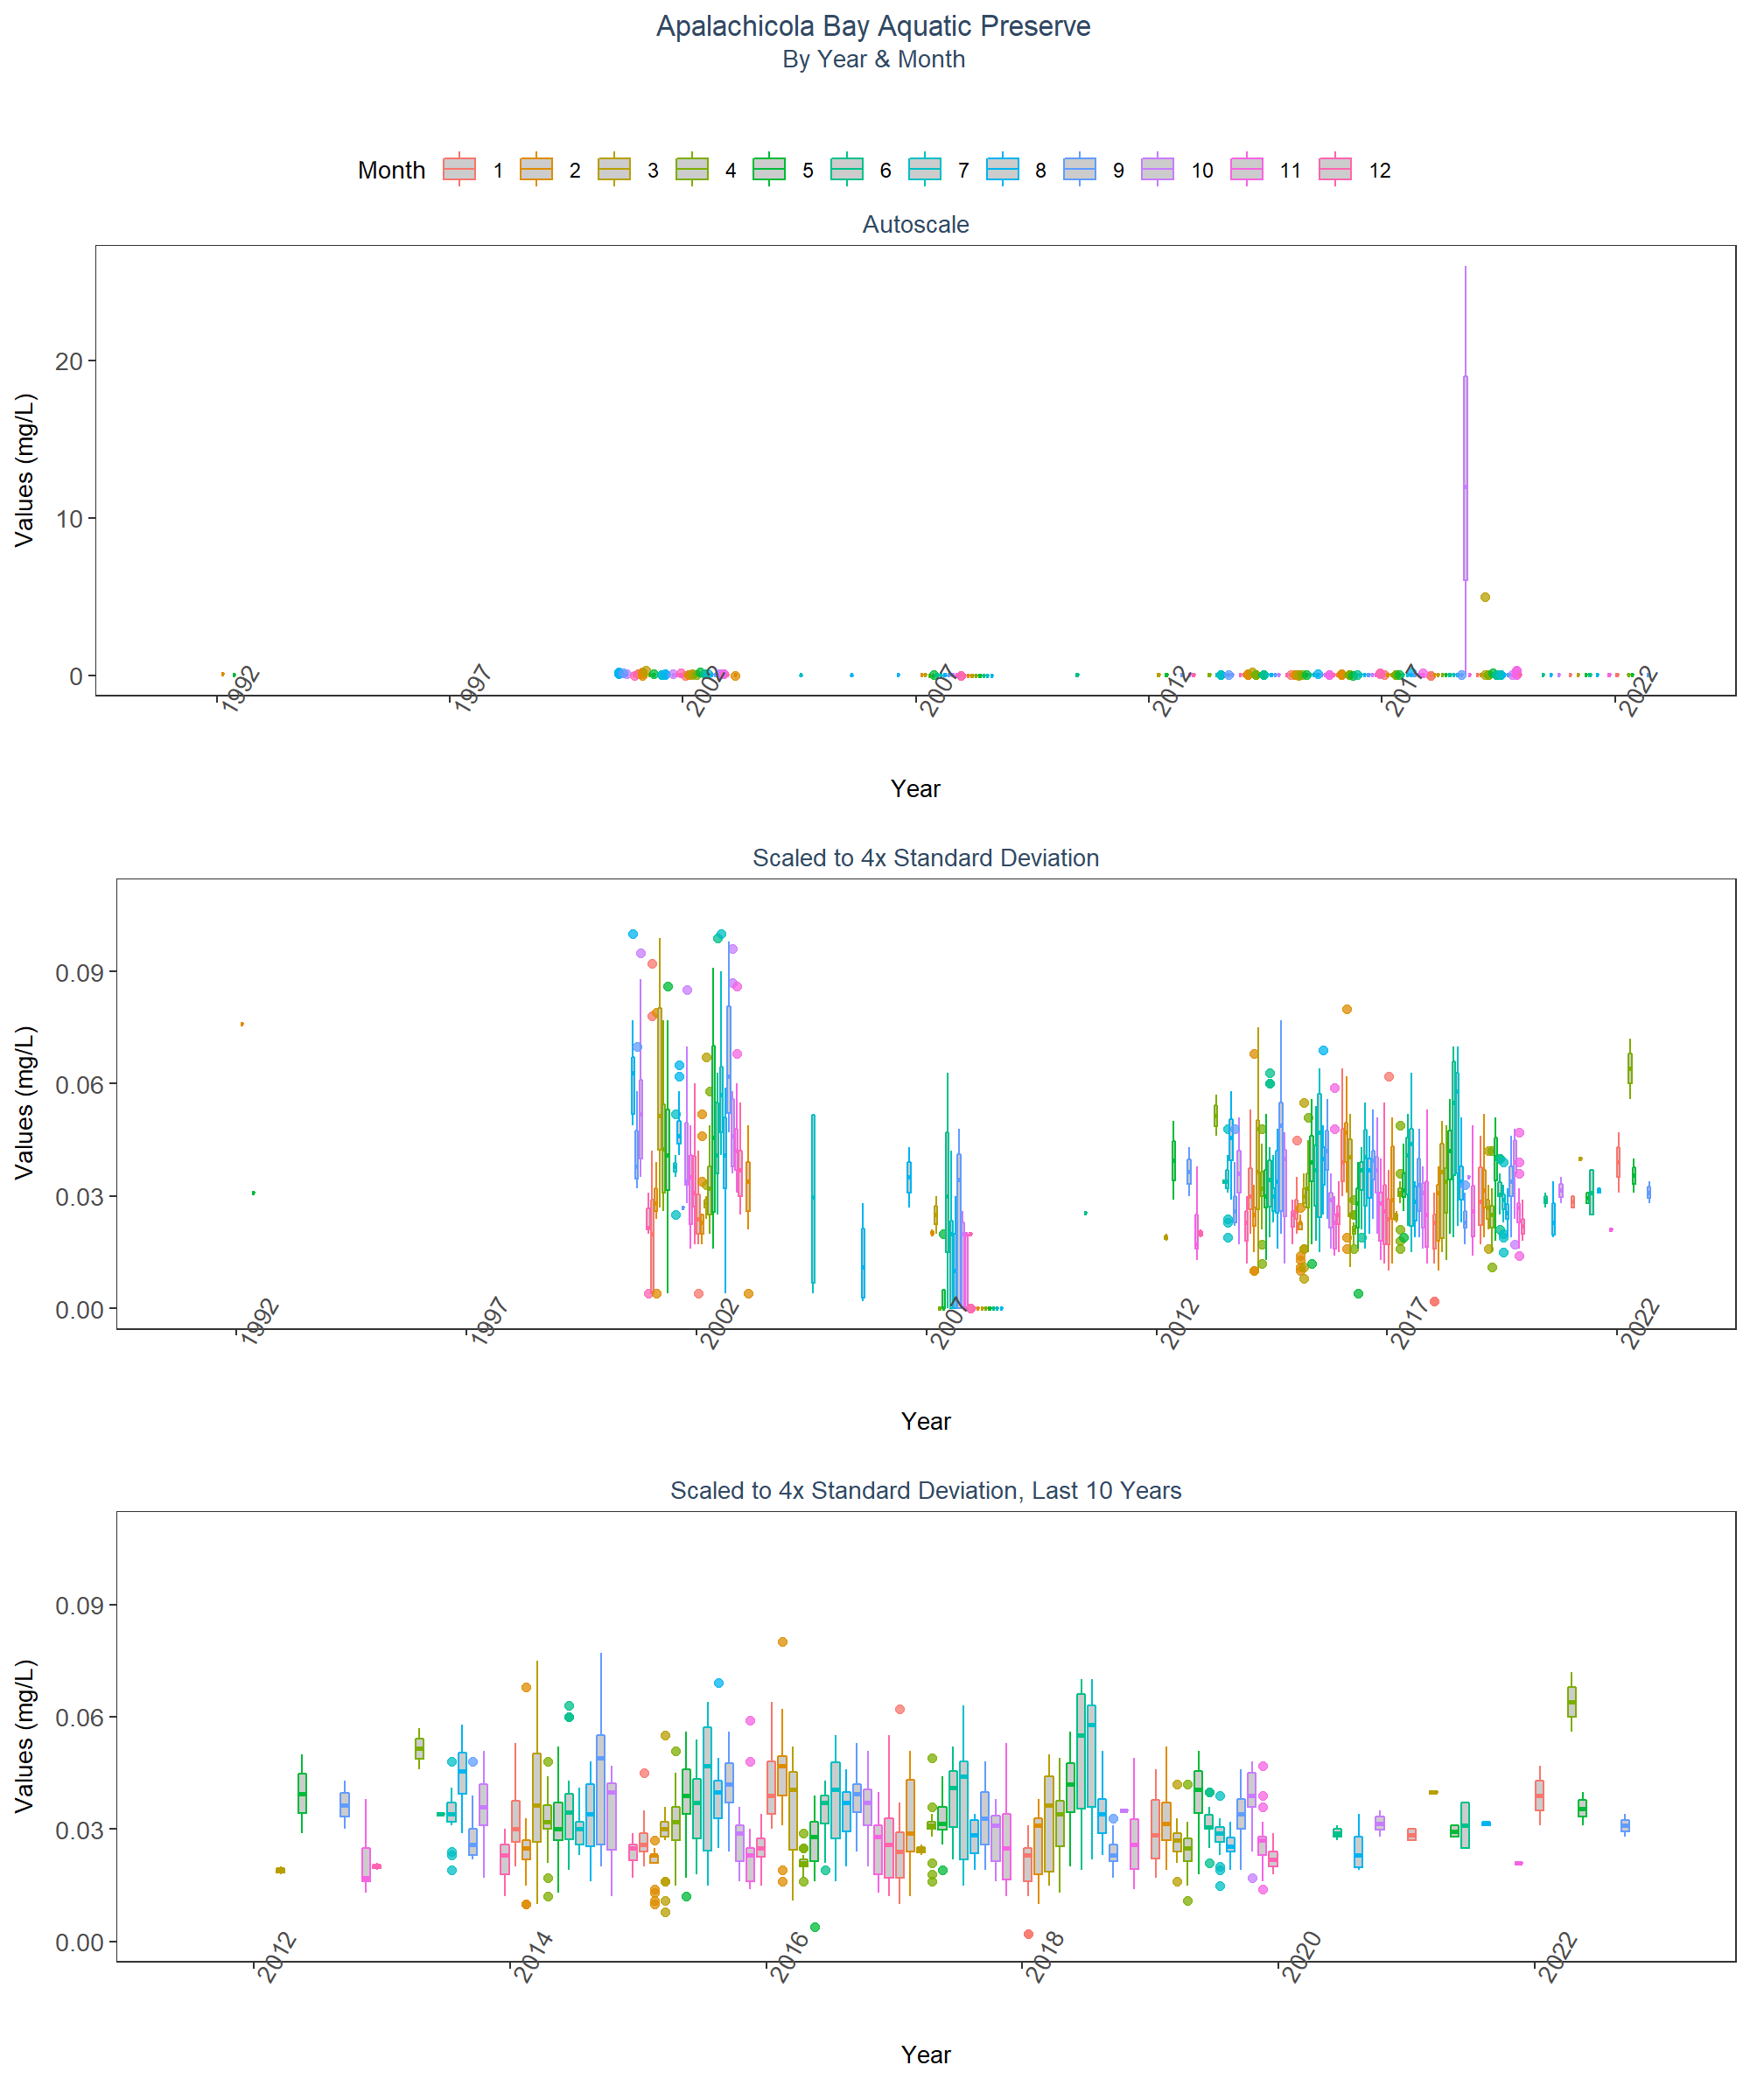 Apalachicola Bay Aquatic Preserve
By Year & Month
Month 1 2 3 4 5 6 7 8 9 10 11 12
Autoscale
Values (mg/L)
20
10
0
1992 1997 2002 2007 2012 2017 2022
Year
Scaled to 4x Standard Deviation
Values (mg/L)
0.09
0.06
0.03
0.00
1992 1997 2002 2007 2012 2017 2022
Year
Scaled to 4x Standard Deviation, Last 10 Years
Values (mg/L)
0.09
0.06
0.03
0.00
2012 2014 2016 2018 2020 2022
Year